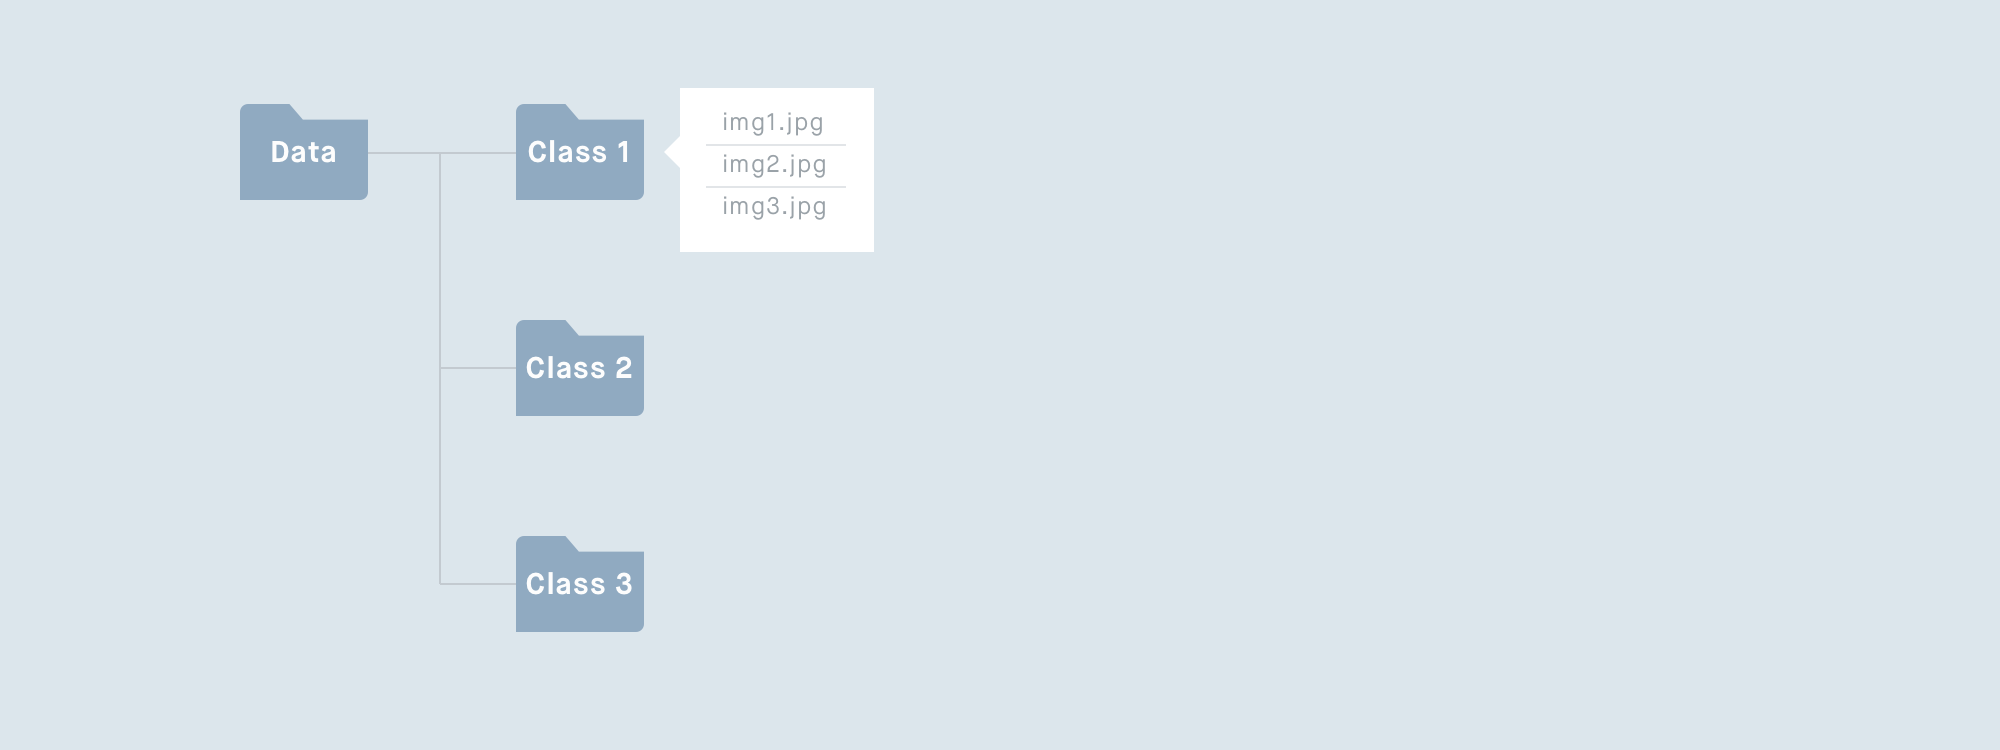 Data
Class 1
img1.jpg
img2.jpg
img3.jpg
Class 2
Class 3